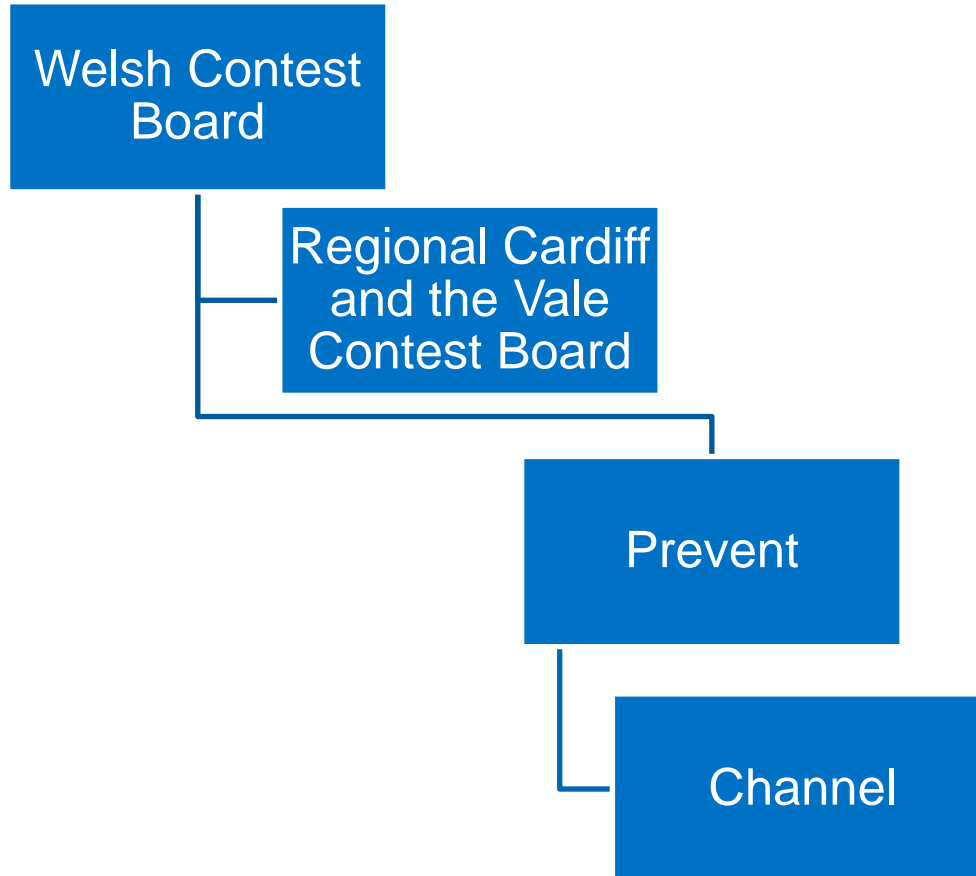 Welsh Contest
Board
Regional Cardiff
and the Vale
Contest Board
Prevent
Channel